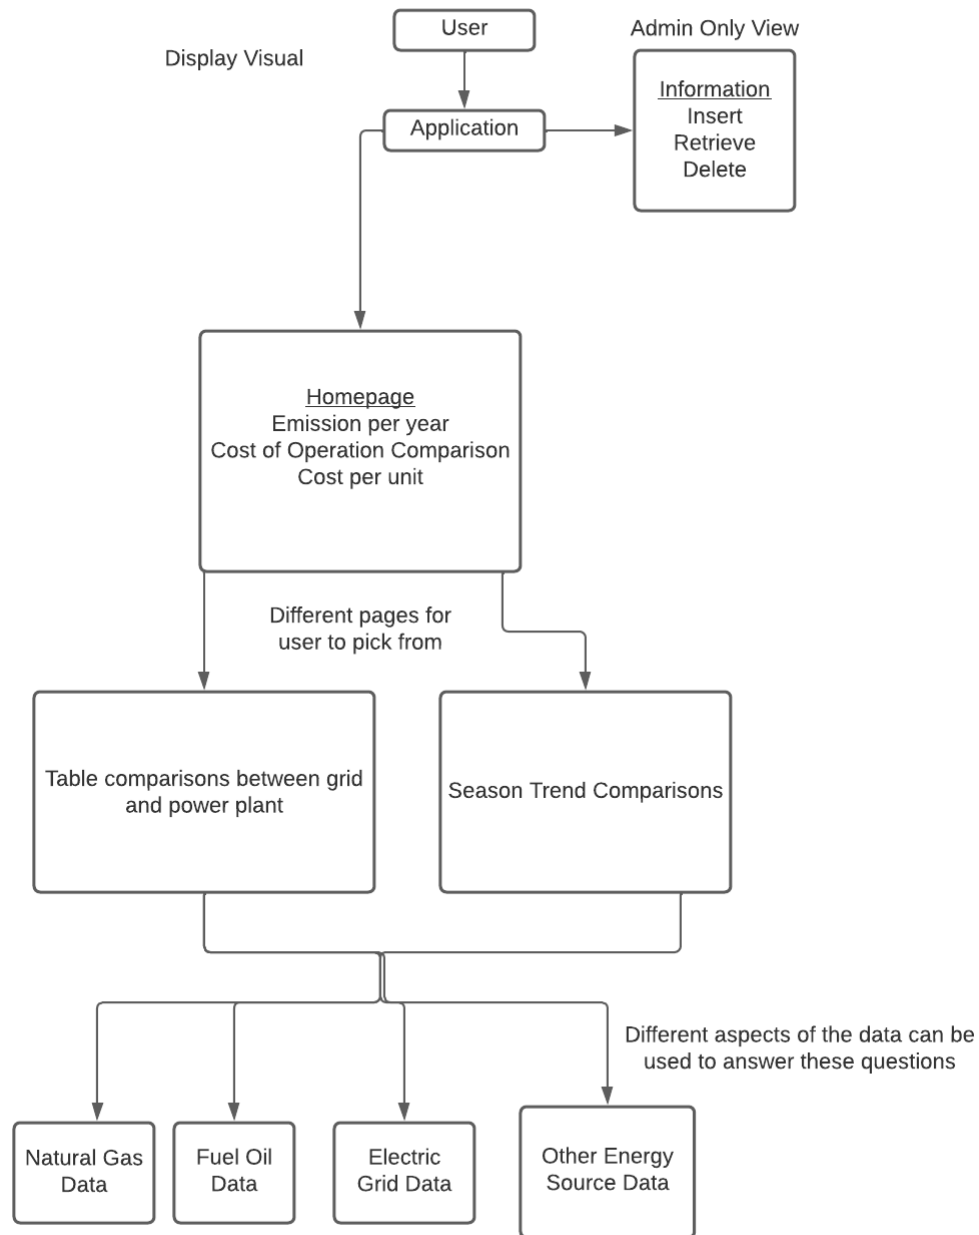 User
Admin Only View
Display Visual
Information
Insert
Retrieve
Delete
Application
Homepage
Emission per year
Cost of Operation Comparison
Cost per unit
Different pages for
user to pick from
Table comparisons between grid
and power plant
Season Trend Comparisons
Different aspects of the data can be
used to answer these questions
Natural Gas
Data
Fuel Oil
Data
Electric
Grid Data
Other Energy
Source Data